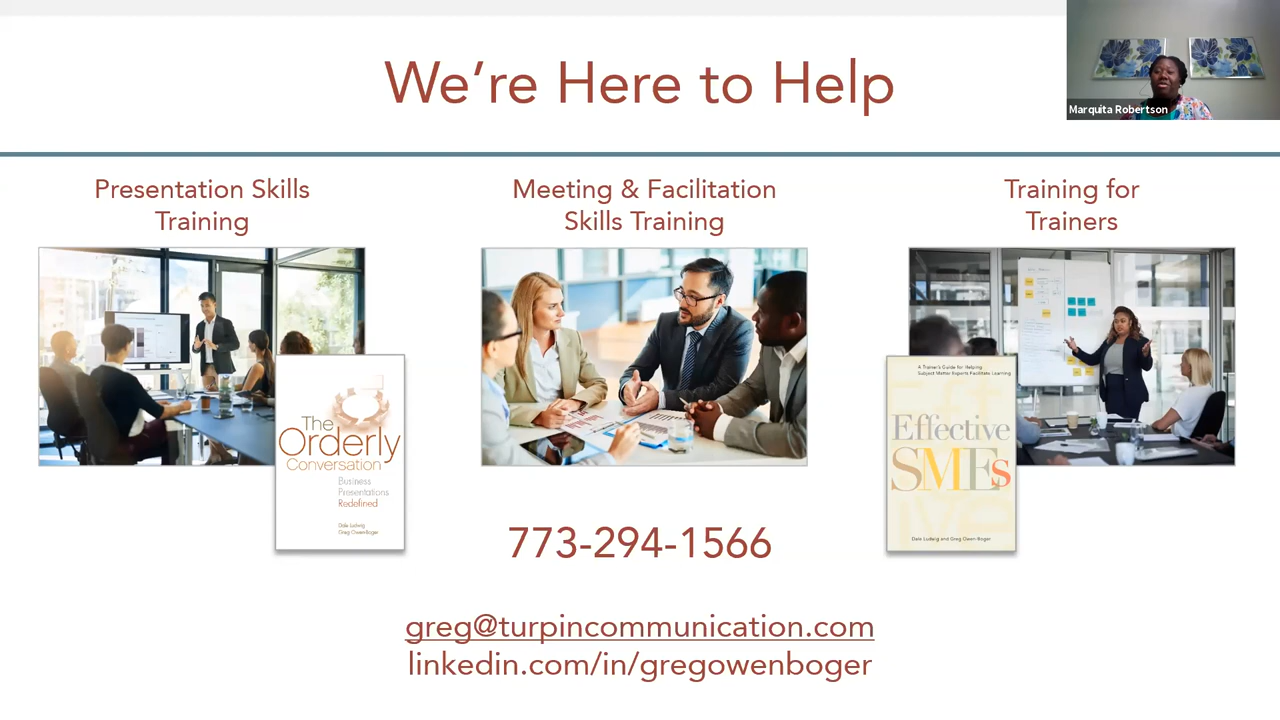 We're Here to Help
Marquita Robertson
Presentation Skills
Training
Meeting & Facilitation
Skills Training
Training for
Trainers
The
Orderly
Conversation
Business
Presentations
Redefined
Dale Ludwig
Greg Owen-Boger
A Trainer's Guide for Helping
Subject Matter Experts Facilitate Learning
Effective
SMEs
Dale Ludwig and Greg Owen-Boger
773-294-1566
greg@turpincommunication.com
linkedin.com/in/gregowenboger